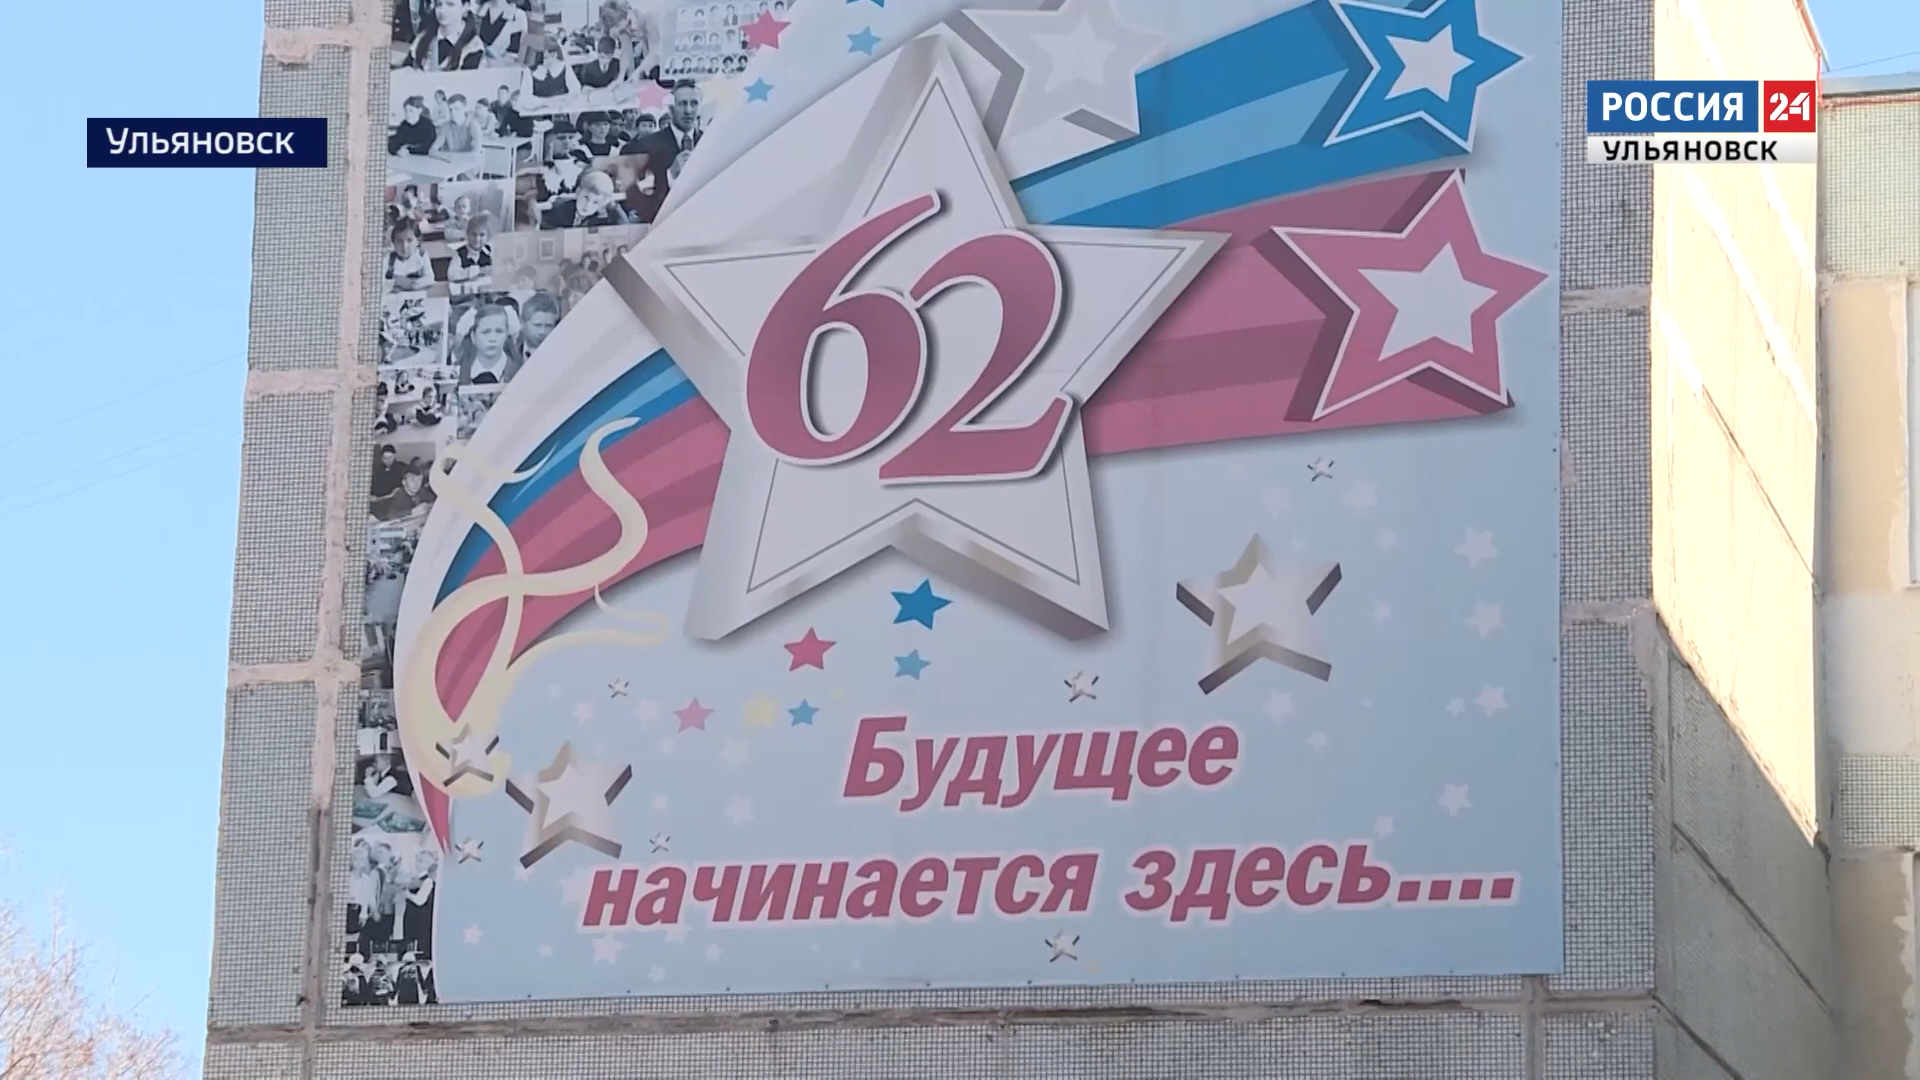 Ульяновск
РОССИЯ 24
УЛЬЯНОВСК
62
Будущее
начинается здесь....